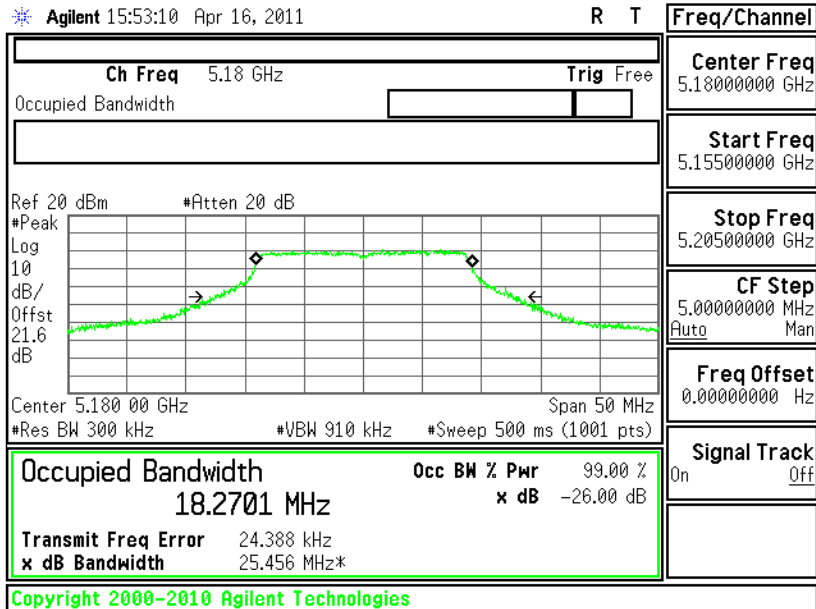 Agilent 15:53:10 Apr 16, 2011 R T
Freq/Channel
Ch Freq 5.18 GHz Trig Free
Occupied Bandwidth
Center Freq
5.18000000 GHz
Start Freq
5.15500000 GHz
Stop Freq
5.20500000 GHz
CF Step
5.00000000 MHz
Auto Man
Freq Offset
0.00000000 Hz
Signal Track
On Off
Ref 20 dBm #Atten 20 dB
#Peak
Log
10
dB/
Offst
21.6
dB
Center 5.180 00 GHz Span 50 MHz
#Res BW 300 kHz #VBW 910 kHz #Sweep 500 ms (1001 pts)
Occupied Bandwidth
18.2701 MHz
Occ BW % Pwr 99.00 %
x dB -26.00 dB
Transmit Freq Error 24.388 kHz
x dB Bandwidth 25.456 MHz*
Copyright 2000-2010 Agilent Technologies